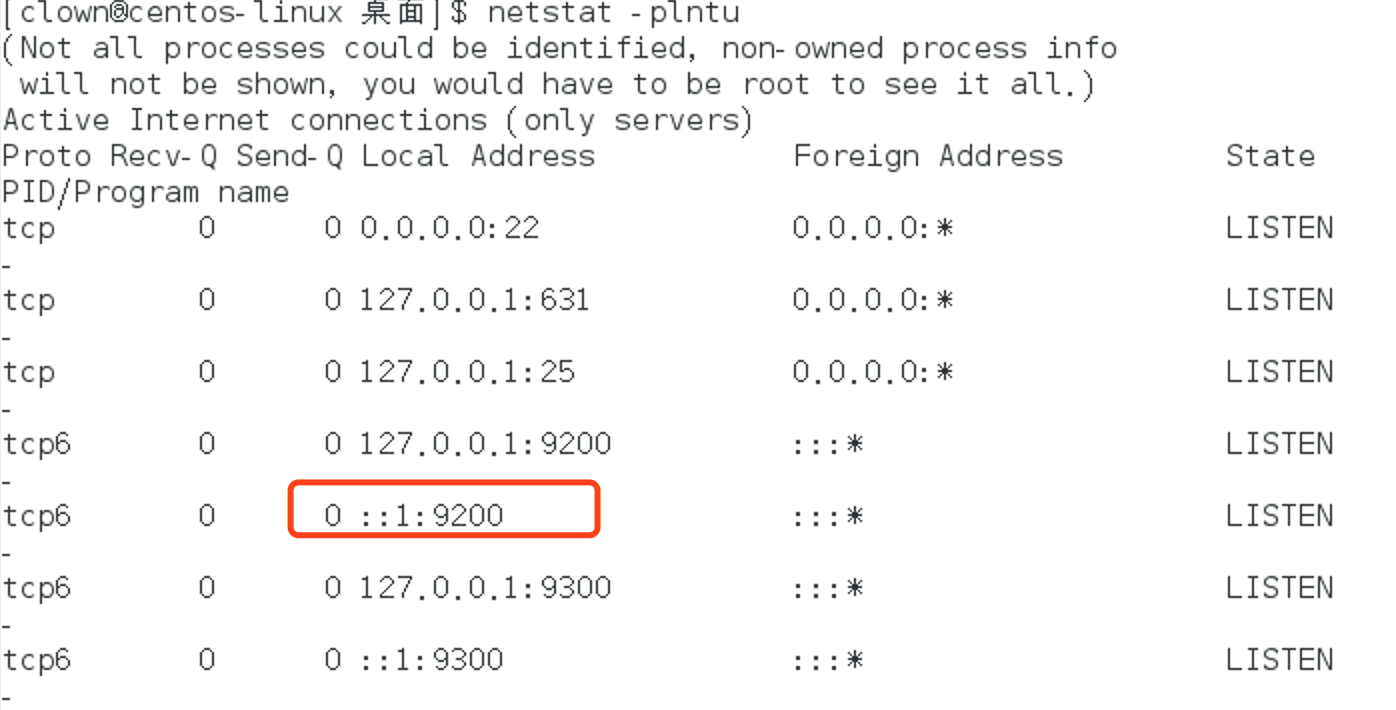 [clown@centos-linux 桌面]$ netstat -plntu
(Not all processes could be identified, non-owned process info
 will not be shown, you would have to be root to see it all.)
Active Internet connections (only servers)
Proto Recv-Q Send-Q Local Address           Foreign Address         State
PID/Program name
tcp        0      0 0.0.0.0:22              0.0.0.0:*               LISTEN
-
tcp        0      0 127.0.0.1:631           0.0.0.0:*               LISTEN
-
tcp        0      0 127.0.0.1:25            0.0.0.0:*               LISTEN
-
tcp6       0      0 127.0.0.1:9200          :::*                    LISTEN
-
tcp6       0      0 ::1:9200                :::*                    LISTEN
-
tcp6       0      0 127.0.0.1:9300          :::*                    LISTEN
-
tcp6       0      0 ::1:9300                :::*                    LISTEN
-